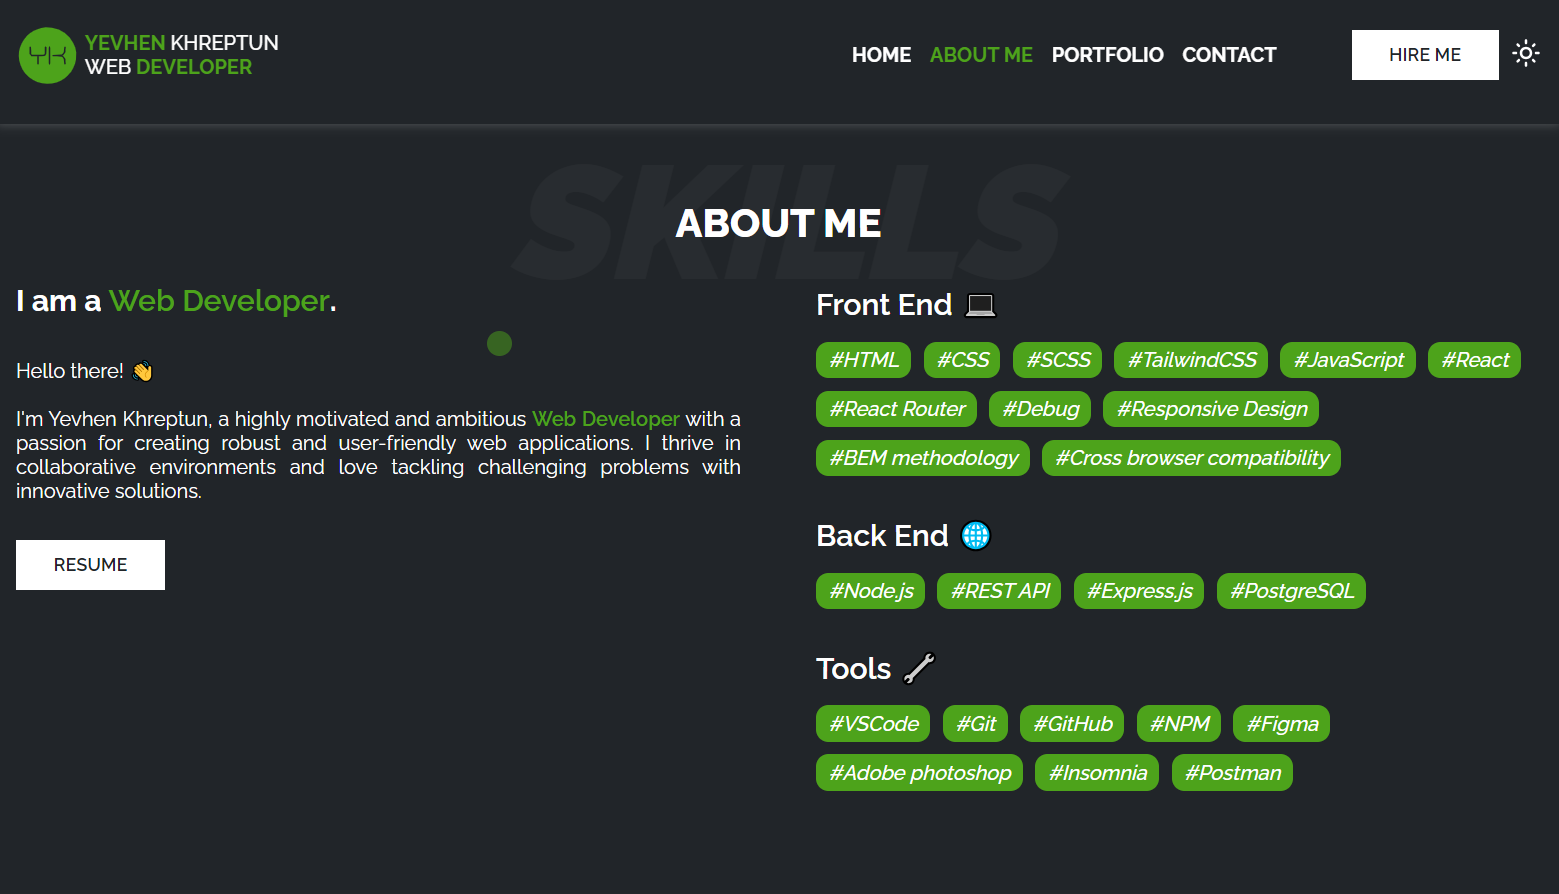 YK
YEVHEN KHREPTUN
WEB DEVELOPER
HOME ABOUT ME PORTFOLIO CONTACT
HIRE ME
SKILLS
ABOUT ME
I am a Web Developer.
Hello there! 👋
I'm Yevhen Khreptun, a highly motivated and ambitious Web Developer with a
passion for creating robust and user-friendly web applications. I thrive in
collaborative environments and love tackling challenging problems with
innovative solutions.
RESUME
Front End 💻
#HTML #CSS #SCSS #TailwindCSS #JavaScript #React
#React Router #Debug #Responsive Design
#BEM methodology #Cross browser compatibility
Back End 🌐
#Node.js #REST API #Express.js #PostgreSQL
Tools 🔧
#VSCode #Git #GitHub #NPM #Figma
#Adobe photoshop #Insomnia #Postman